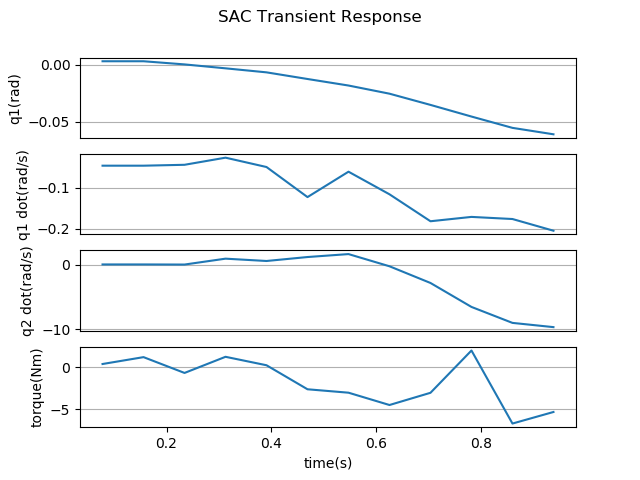 SAC Transient Response
0.00
−0.05
q1(rad)
−0.1
−0.2
q1 dot(rad/s)
0
−10
q2 dot(rad/s)
0
−5
torque(Nm)
0.2 0.4 0.6 0.8
time(s)